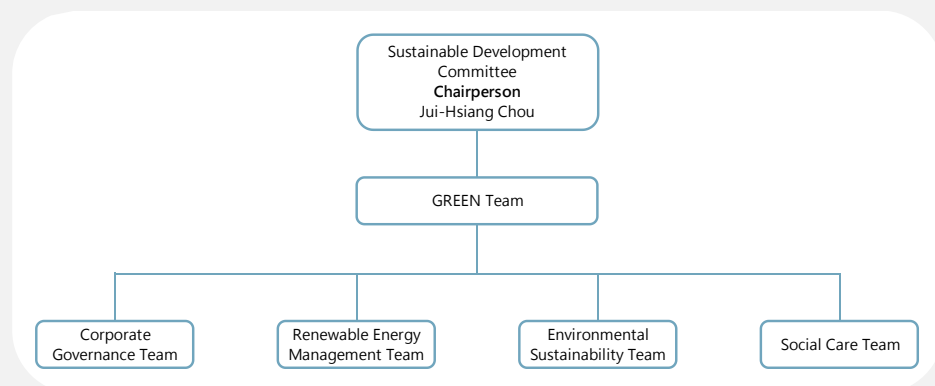 Sustainable Development
Committee
Chairperson
Jui-Hsiang Chou
GREEN Team
Corporate
Governance Team
Renewable Energy
Management Team
Environmental
Sustainability Team
Social Care Team